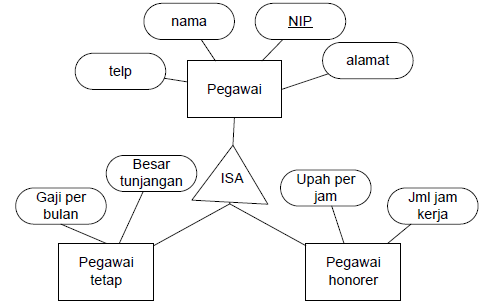 nama
NIP
telp
alamat
Pegawai
ISA
Besar
tunjangan
Gaji per
bulan
Upah per
jam
Jml jam
kerja
Pegawai
tetap
Pegawai
honorer